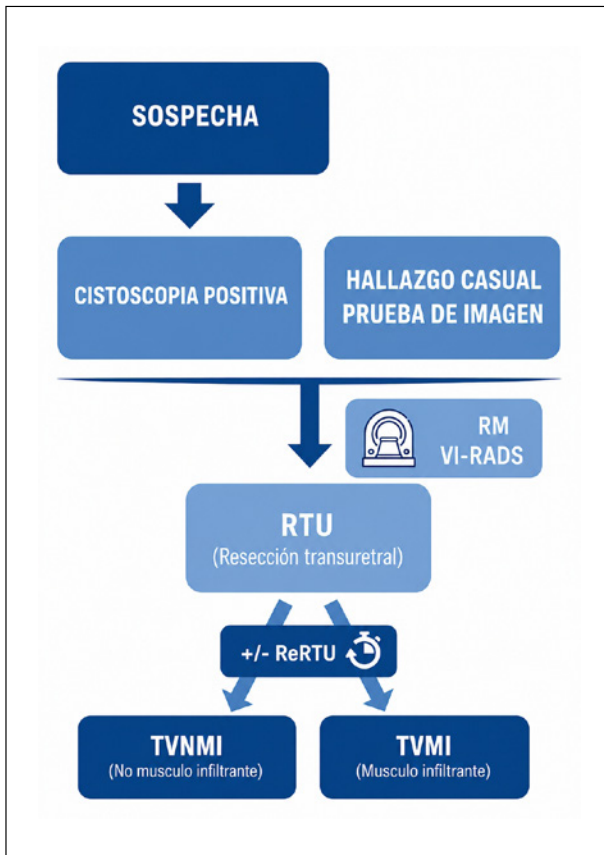 SOSPECHA
CISTOSCOPIA POSITIVA
HALLAZGO CASUAL
PRUEBA DE IMAGEN
RM
VI-RADS
RTU
(Resección transuretral)
+/- ReRTU
TVNMI
(No musculo infiltrante)
TVMI
(Musculo infiltrante)